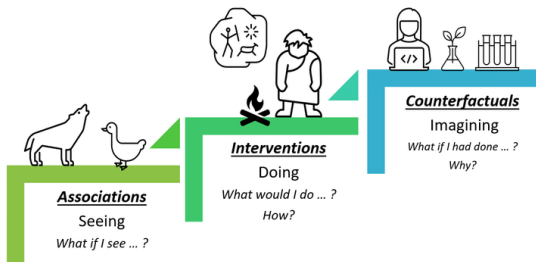 Associations
Seeing
What if I see ... ?
Interventions
Doing
What would I do ... ?
How?
</>
Counterfactuals
Imagining
What if I had done ... ?
Why?